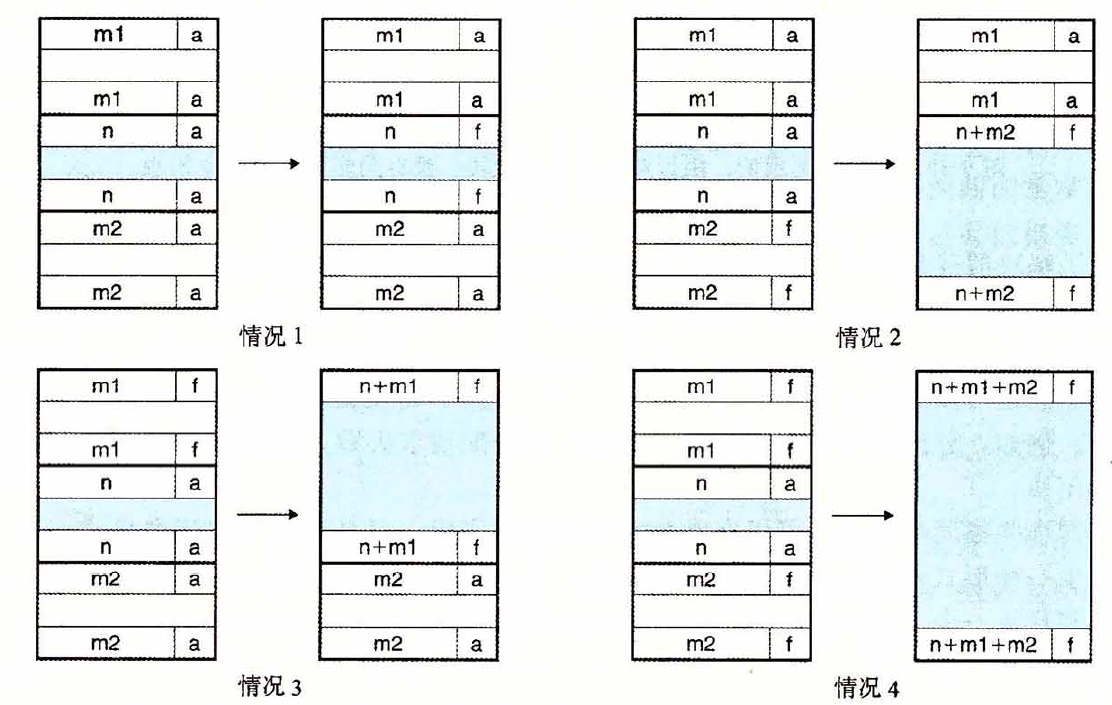 m1 a m1 a m1 a m1 a
m1 a m1 a m1 a m1 a
n a n f n a n+m2 f
n a n f n a
m2 a m2 a m2 f
m2 a m2 a m2 f n+m2 f
情况 1 情况 2
m1 f n+m1 f m1 f n+m1+m2 f
m1 f m1 f
n a n a
n a n+m1 f n a
m2 a m2 a m2 f
m2 a m2 a m2 f n+m1+m2 f
情况 3 情况 4